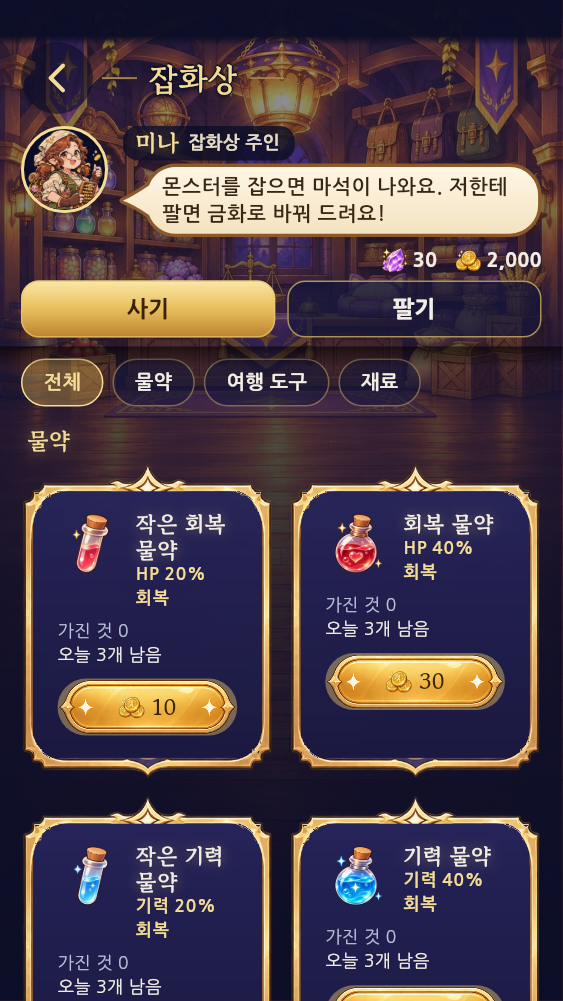 잡화상
미나 잡화상 주인
몬스터를 잡으면 마석이 나와요. 저한테
팔면 금화로 바꿔 드려요!
30 2,000
사기 팔기
전체 물약 여행 도구 재료
물약
작은 회복
물약
HP 20%
회복
가진 것 0
오늘 3개 남음
10
회복 물약
HP 40%
회복
가진 것 0
오늘 3개 남음
30
작은 기력
물약
기력 20%
회복
가진 것 0
오늘 3개 남음
기력 물약
기력 40%
회복
가진 것 0
오늘 3개 남음